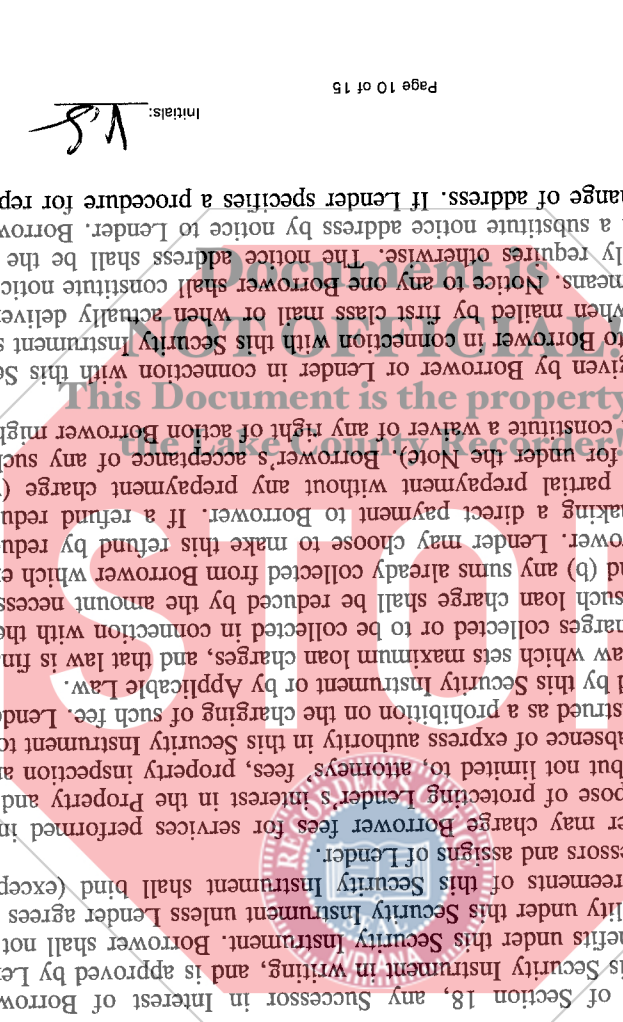 of Section 18, any Successor in Interest of Borrow
is Security Instrument in writing, and is approved by Le
nefits under this Security Instrument. Borrower shall not
lity under this Security Instrument unless Lender agrees
reements of this Security Instrument shall bind (excep
essors and assigns of Lender.
er may charge Borrower fees for services performed in
pose of protecting Lender's interest in the Property and
but not limited to, attorneys' fees, property inspection an
absence of express authority in this Security Instrument to
strued as a prohibition on the charging of such fee. Lende
d by this Security Instrument or by Applicable Law.
aw which sets maximum loan charges, and that law is fina
harges collected or to be collected in connection with the
such loan charge shall be reduced by the amount necess
nd (b) any sums already collected from Borrower which e
rower. Lender may choose to make this refund by reduc
aking a direct payment to Borrower. If a refund redu
partial prepayment without any prepayment charge (
for under the Note). Borrower's acceptance of any such
constitute a waiver of any right of action Borrower migh
given by Borrower or Lender in connection with this Se
to Borrower in connection with this Security Instrument s
when mailed by first class mail or when actually delive
means. Notice to any one Borrower shall constitute notic
ly requires otherwise. The notice address shall be the
a substitute notice address by notice to Lender. Borrow
hange of address. If Lender specifies a procedure for rep
Page 10 of 15
Initials: V.S
Document is
NOT OFFICIAL!
This Document is the property
the Lake County Recorder!
STO
INDIANA